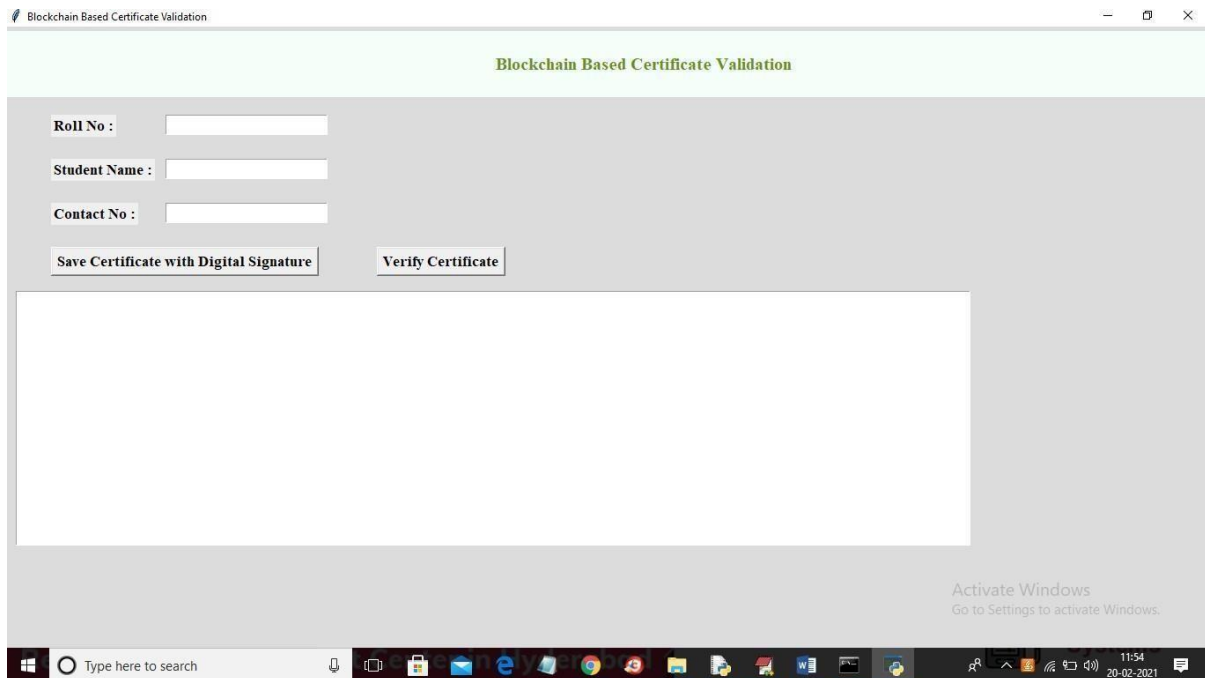 Blockchain Based Certificate Validation
Blockchain Based Certificate Validation
Roll No :
Student Name :
Contact No :
Save Certificate with Digital Signature Verify Certificate
Activate Windows
Go to Settings to activate Windows.
Type here to search
11:54
20-02-2021